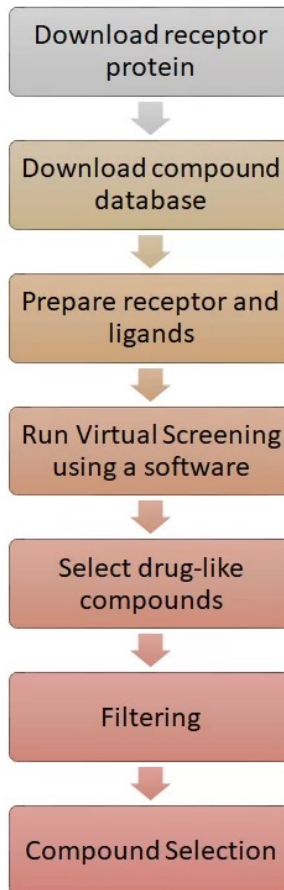 Download receptor
protein
Download compound
database
Prepare receptor and
ligands
Run Virtual Screening
using a software
Select drug-like
compounds
Filtering
Compound Selection